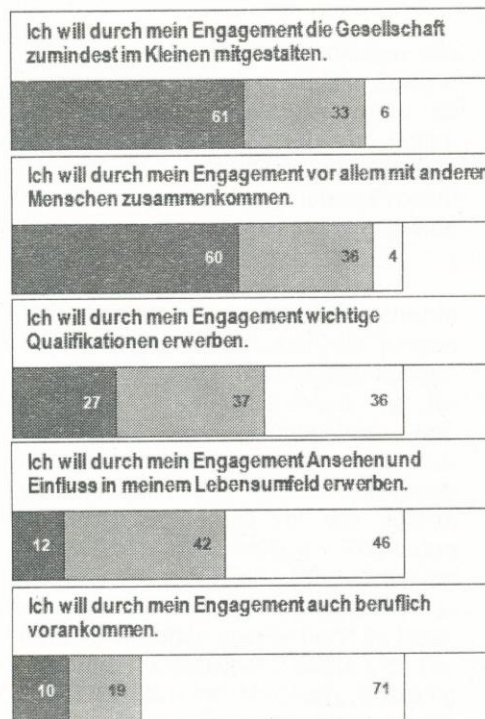 Ich will durch mein Engagement die Gesellschaft
zumindest im Kleinen mitgestalten.
61 33 6
Ich will durch mein Engagement vor allem mit anderen
Menschen zusammenkommen.
60 36 4
Ich will durch mein Engagement wichtige
Qualifikationen erwerben.
27 37 36
Ich will durch mein Engagement Ansehen und
Einfluss in meinem Lebensumfeld erwerben.
12 42 46
Ich will durch mein Engagement auch beruflich
vorankommen.
10 19 71